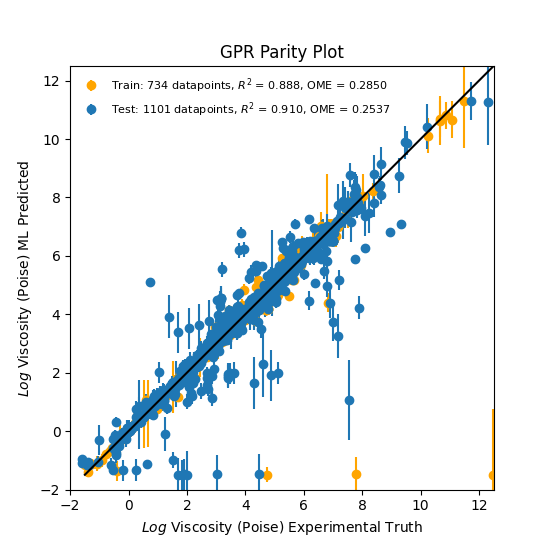 GPR Parity Plot
Train: 734 datapoints, R² = 0.888, OME = 0.2850
Test: 1101 datapoints, R² = 0.910, OME = 0.2537
Log Viscosity (Poise) ML Predicted
12
10
8
6
4
2
0
−2
−2 0 2 4 6 8 10 12
Log Viscosity (Poise) Experimental Truth